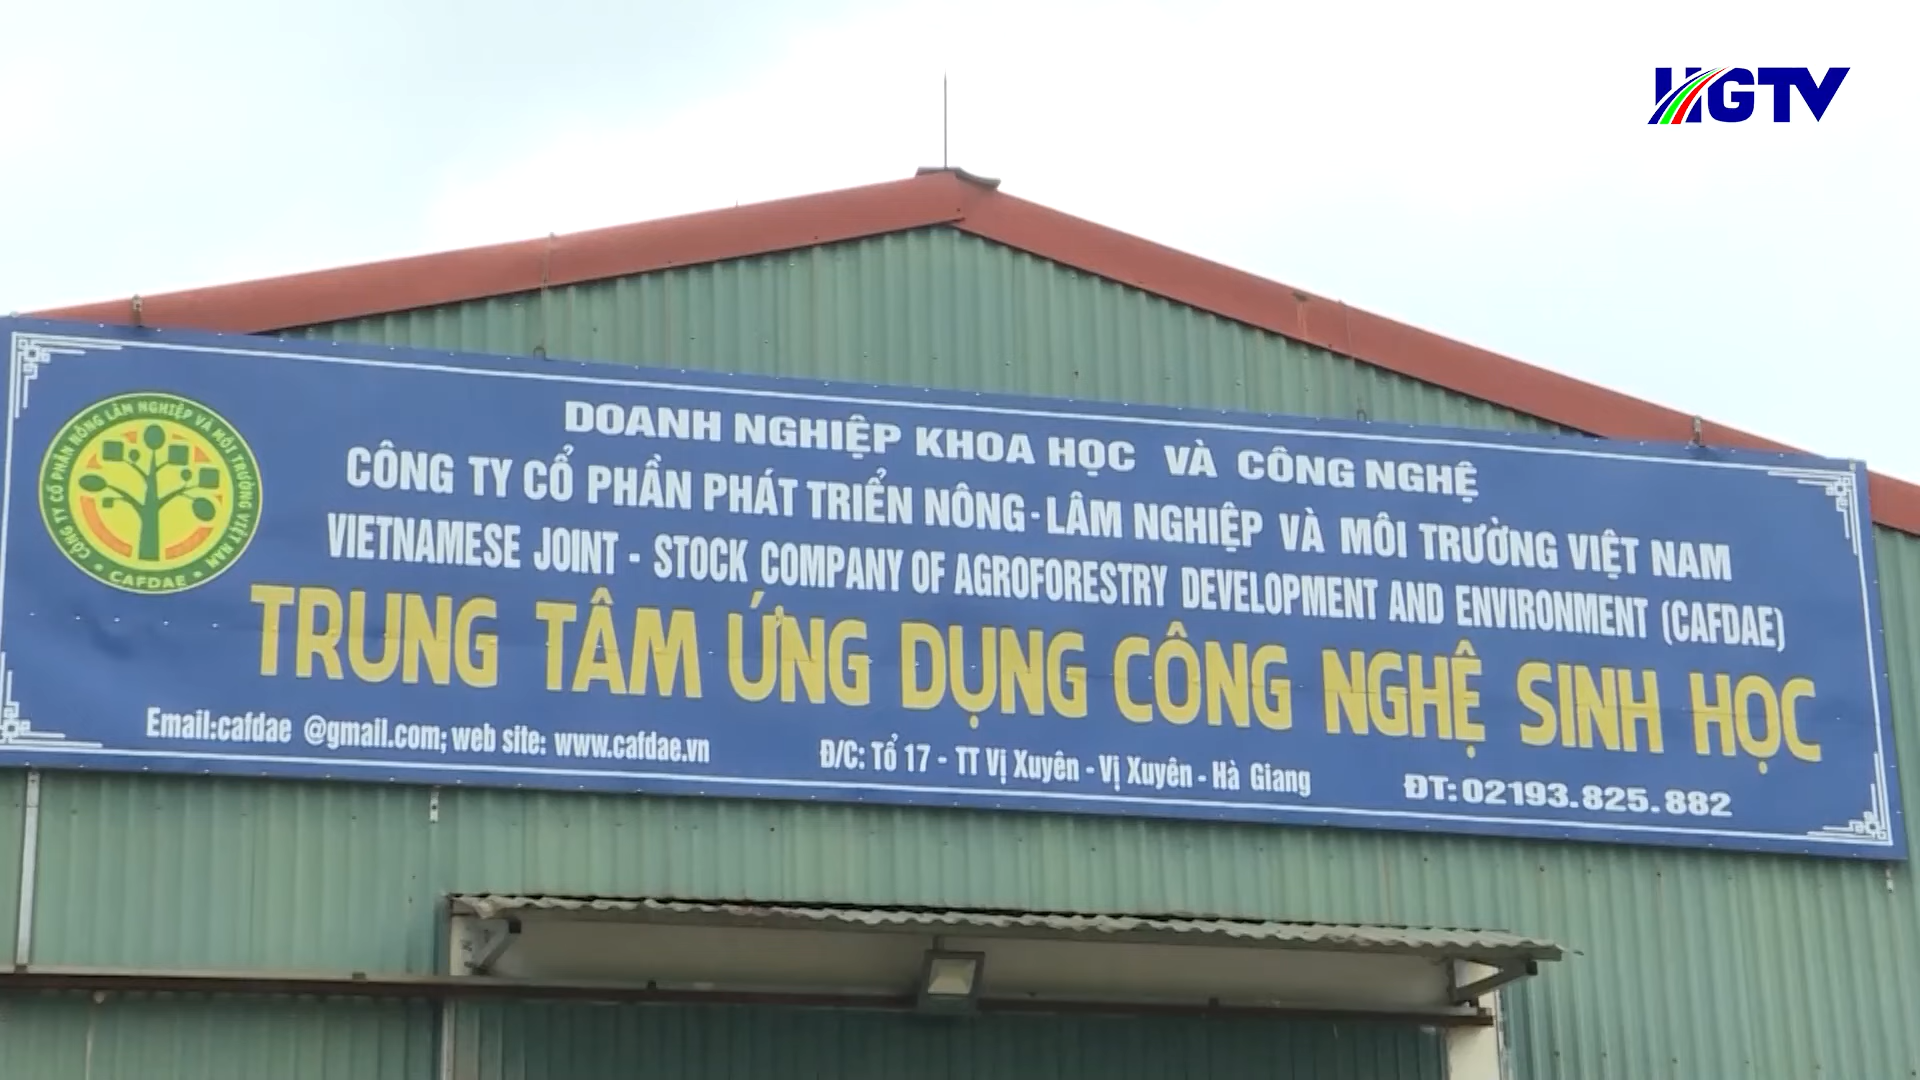 HGTV
DOANH NGHIỆP KHOA HỌC VÀ CÔNG NGHỆ
CÔNG TY CỔ PHẦN PHÁT TRIỂN NÔNG - LÂM NGHIỆP VÀ MÔI TRƯỜNG VIỆT NAM
VIETNAMESE JOINT - STOCK COMPANY OF AGROFORESTRY DEVELOPMENT AND ENVIRONMENT (CAFDAE)
TRUNG TÂM ỨNG DỤNG CÔNG NGHỆ SINH HỌC
Email:cafdae @gmail.com; web site: www.cafdae.vn
Đ/C: Tổ 17 - TT Vị Xuyên - Vị Xuyên - Hà Giang
ĐT: 02193.825.882
CÔNG TY CỔ PHẦN NÔNG LÂM NGHIỆP VÀ MÔI TRƯỜNG VIỆT NAM
CAFDAE